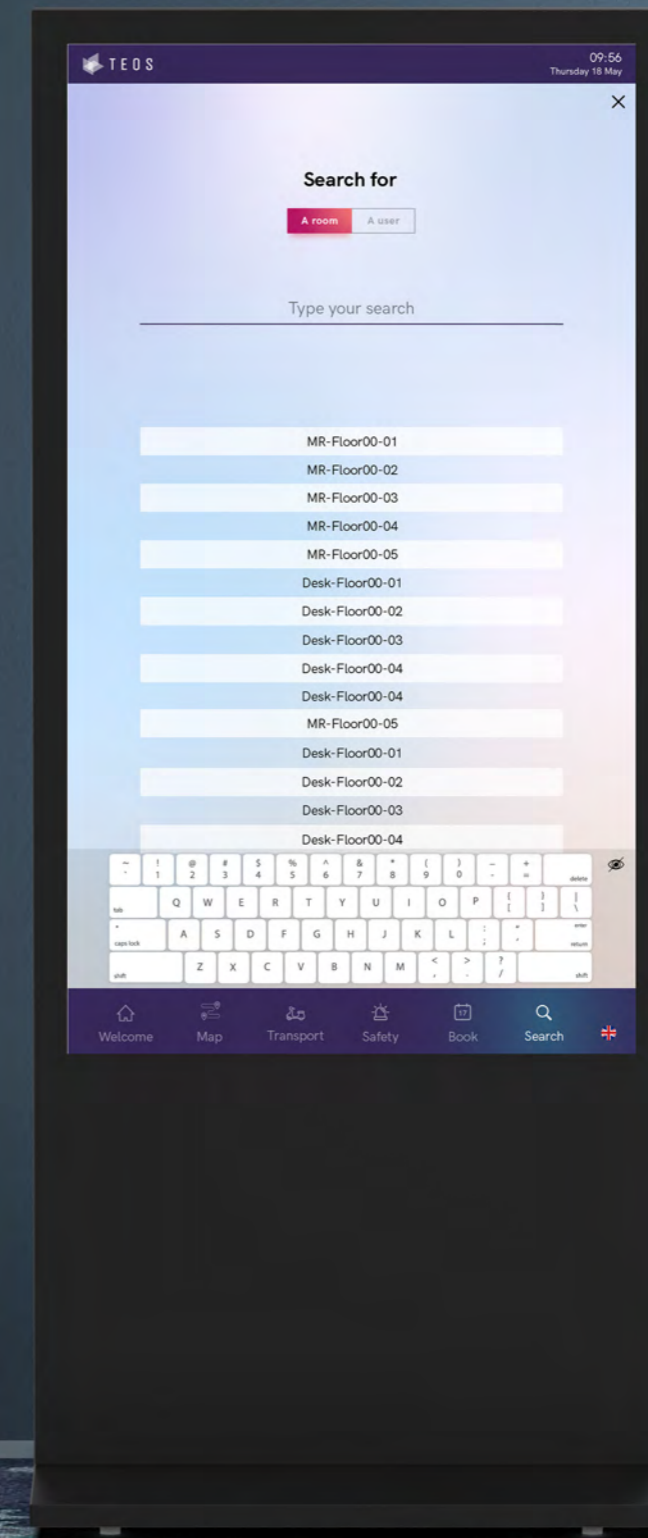 TEOS
09:56
Thursday 18 May
Search for
A room A user
Type your search
MR-Floor00-01
MR-Floor00-02
MR-Floor00-03
MR-Floor00-04
MR-Floor00-05
Desk-Floor00-01
Desk-Floor00-02
Desk-Floor00-03
Desk-Floor00-04
Desk-Floor00-04
MR-Floor00-05
Desk-Floor00-01
Desk-Floor00-02
Desk-Floor00-03
Desk-Floor00-04
~ ! @ # $ % ^ & * ( ) _ +
` 1 2 3 4 5 6 7 8 9 0 - = delete
tab Q W E R T Y U I O P { [ } ] | \
caps lock A S D F G H J K L : ; " ' enter
return
shift Z X C V B N M < , > . ? / shift
17
Welcome Map Transport Safety Book Search